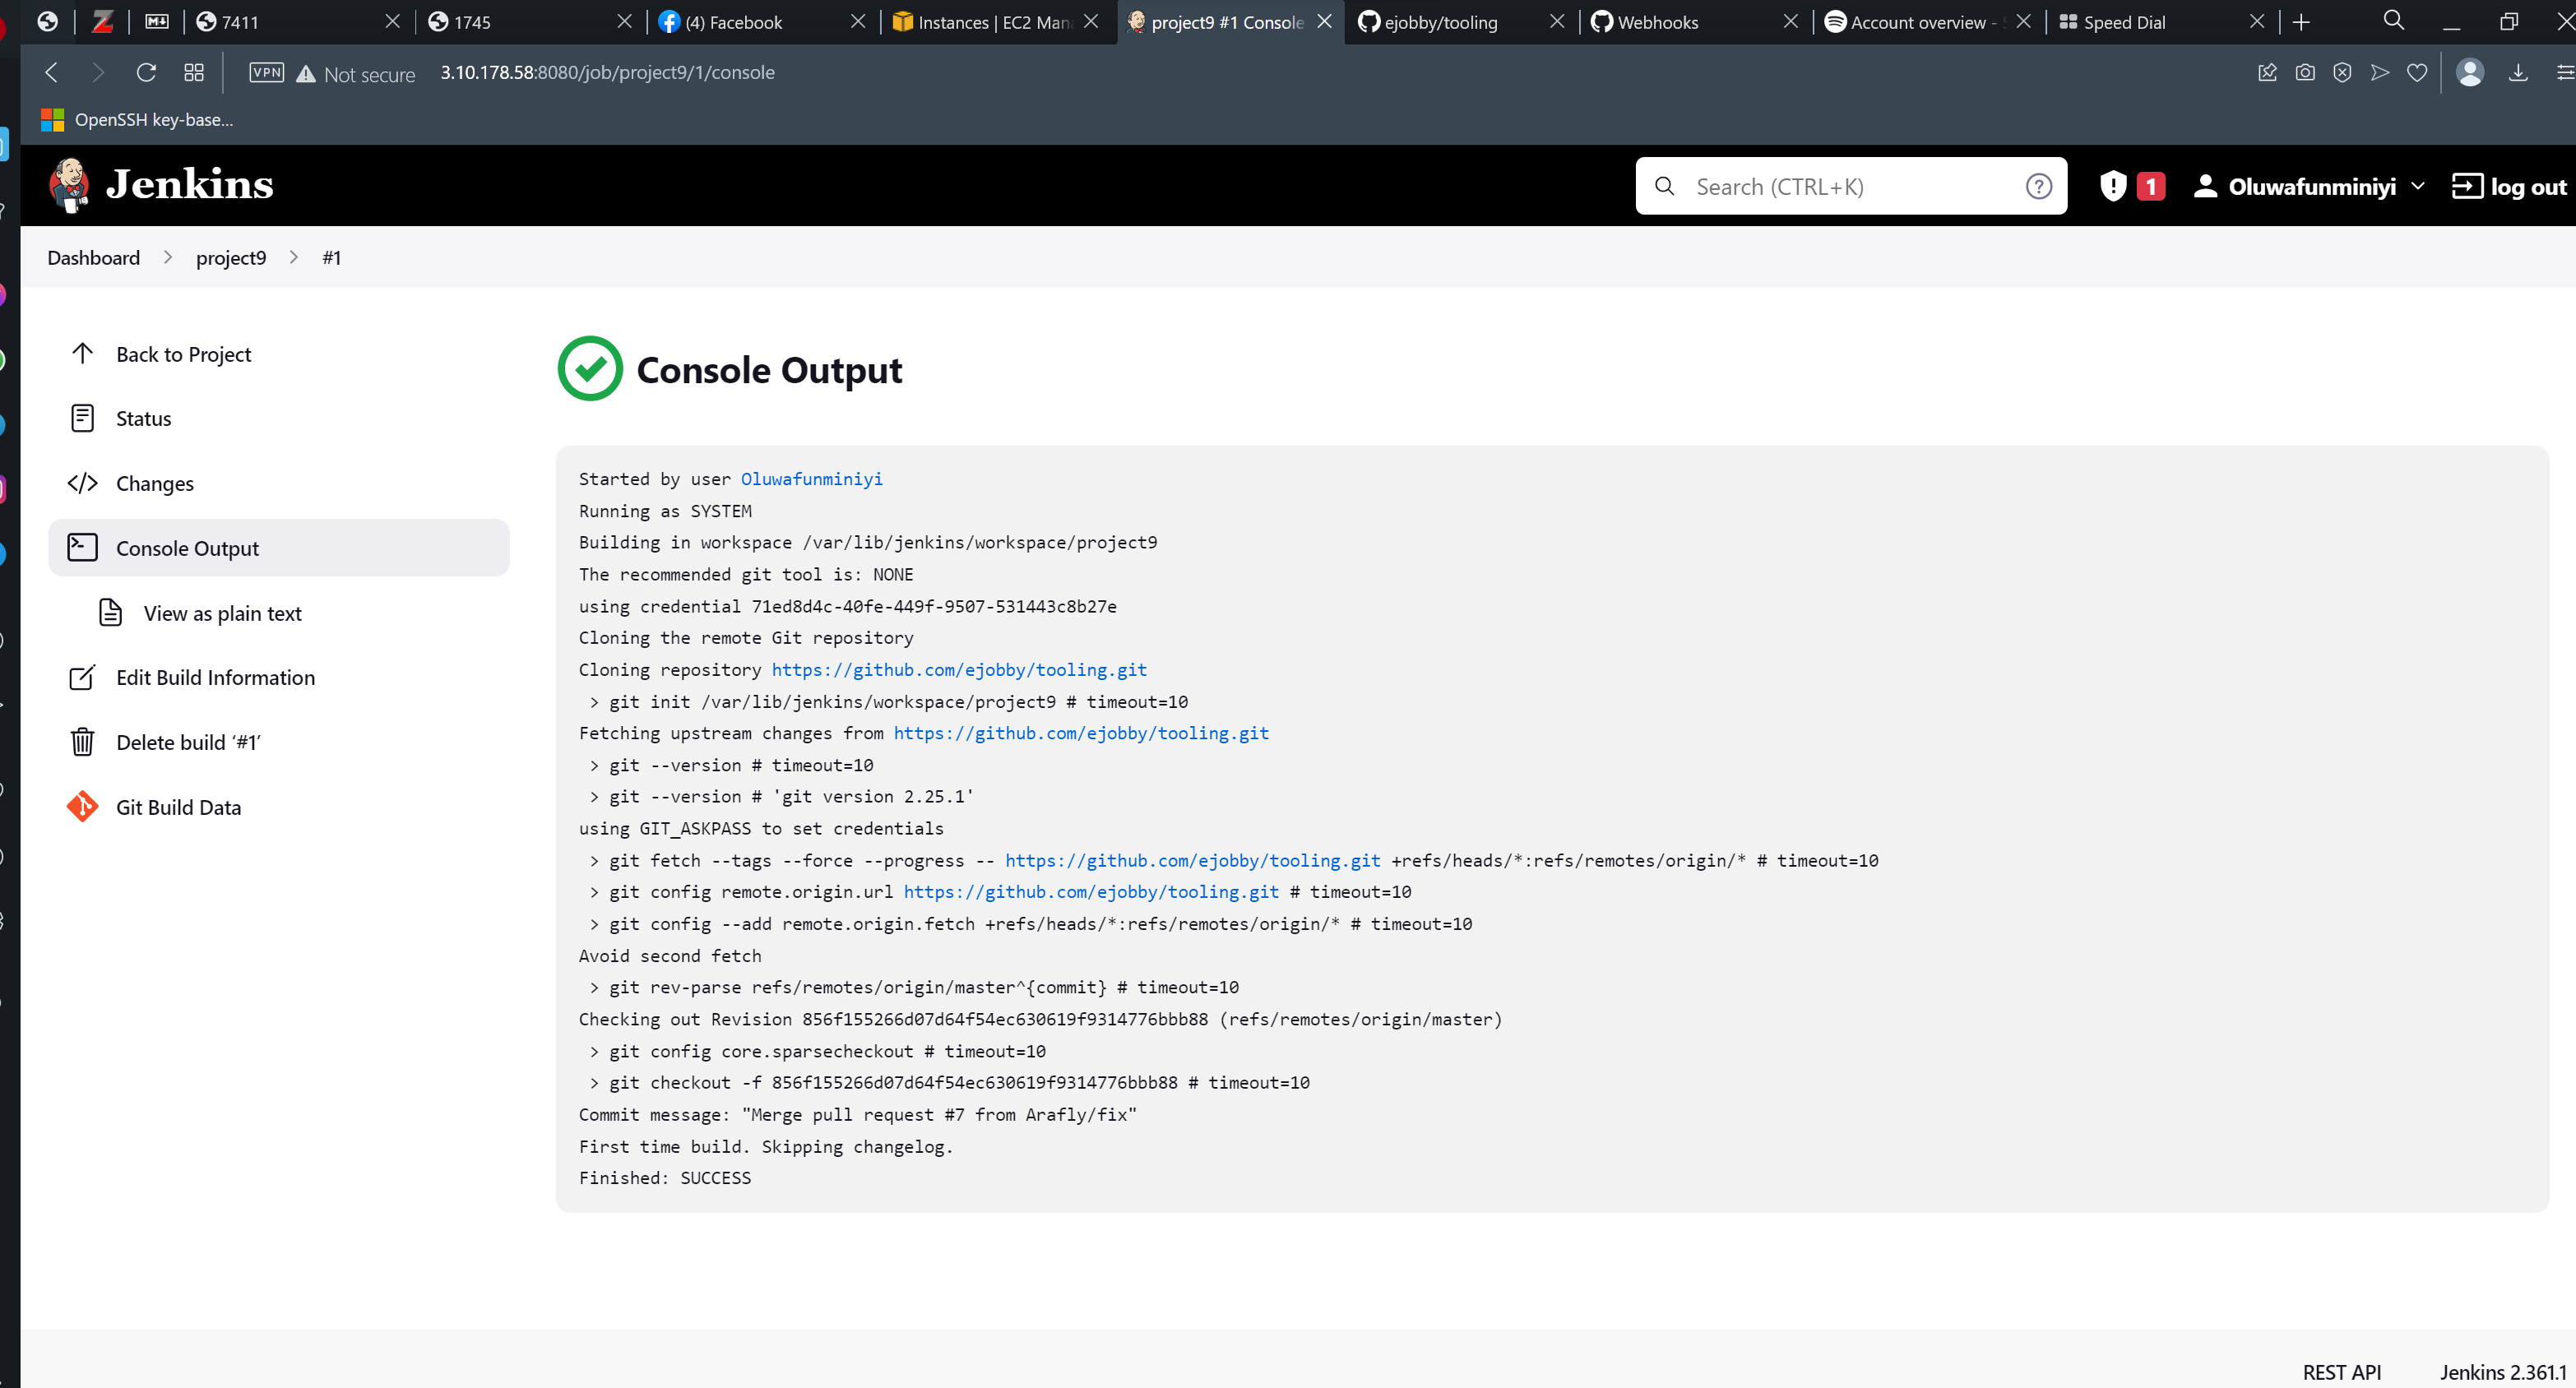 7411
1745
(4) Facebook
Instances | EC2 Mana
project9 #1 Console
ejobby/tooling
Webhooks
Account overview - S
Speed Dial
VPN
Not secure
3.10.178.58:8080/job/project9/1/console
OpenSSH key-base...
Jenkins
Search (CTRL+K)
1
Oluwafunminiyi
log out
Dashboard
project9
#1
Back to Project
Status
Changes
Console Output
View as plain text
Edit Build Information
Delete build ‘#1’
Git Build Data
Console Output
Started by user Oluwafunminiyi
Running as SYSTEM
Building in workspace /var/lib/jenkins/workspace/project9
The recommended git tool is: NONE
using credential 71ed8d4c-40fe-449f-9507-531443c8b27e
Cloning the remote Git repository
Cloning repository https://github.com/ejobby/tooling.git
> git init /var/lib/jenkins/workspace/project9 # timeout=10
Fetching upstream changes from https://github.com/ejobby/tooling.git
> git --version # timeout=10
> git --version # 'git version 2.25.1'
using GIT_ASKPASS to set credentials
> git fetch --tags --force --progress -- https://github.com/ejobby/tooling.git +refs/heads/*:refs/remotes/origin/* # timeout=10
> git config remote.origin.url https://github.com/ejobby/tooling.git # timeout=10
> git config --add remote.origin.fetch +refs/heads/*:refs/remotes/origin/* # timeout=10
Avoid second fetch
> git rev-parse refs/remotes/origin/master^{commit} # timeout=10
Checking out Revision 856f155266d07d64f54ec630619f9314776bbb88 (refs/remotes/origin/master)
> git config core.sparsecheckout # timeout=10
> git checkout -f 856f155266d07d64f54ec630619f9314776bbb88 # timeout=10
Commit message: "Merge pull request #7 from Arafly/fix"
First time build. Skipping changelog.
Finished: SUCCESS
REST API
Jenkins 2.361.1